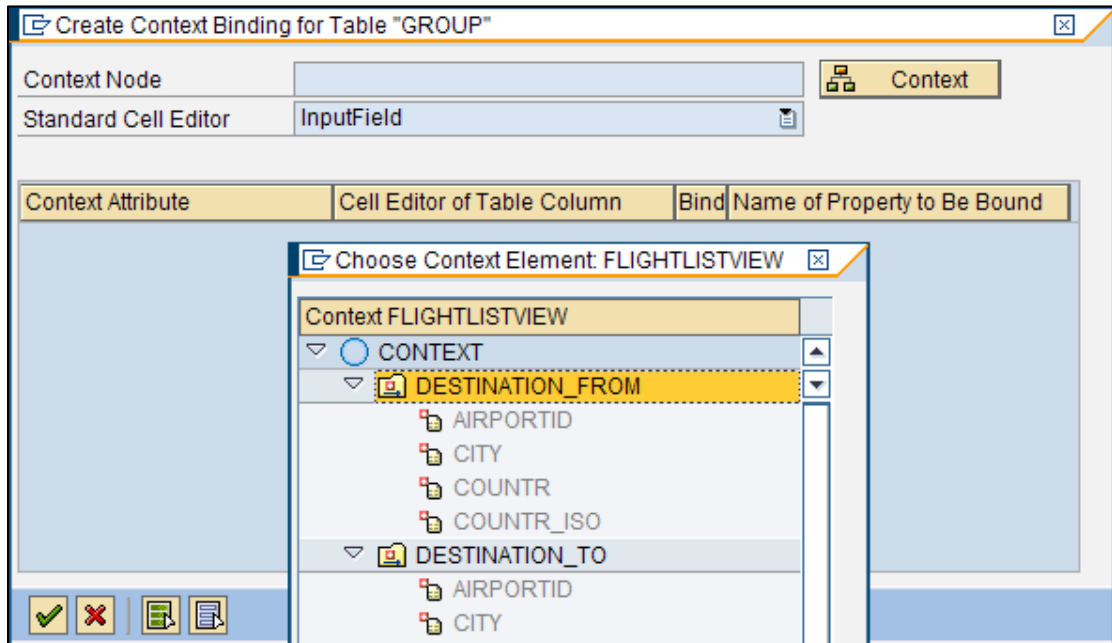 Create Context Binding for Table "GROUP"
Context Node
Context
Standard Cell Editor InputField
Context Attribute Cell Editor of Table Column Bind Name of Property to Be Bound
Choose Context Element: FLIGHTLISTVIEW
Context FLIGHTLISTVIEW
CONTEXT
DESTINATION_FROM
AIRPORTID
CITY
COUNTR
COUNTR_ISO
DESTINATION_TO
AIRPORTID
CITY